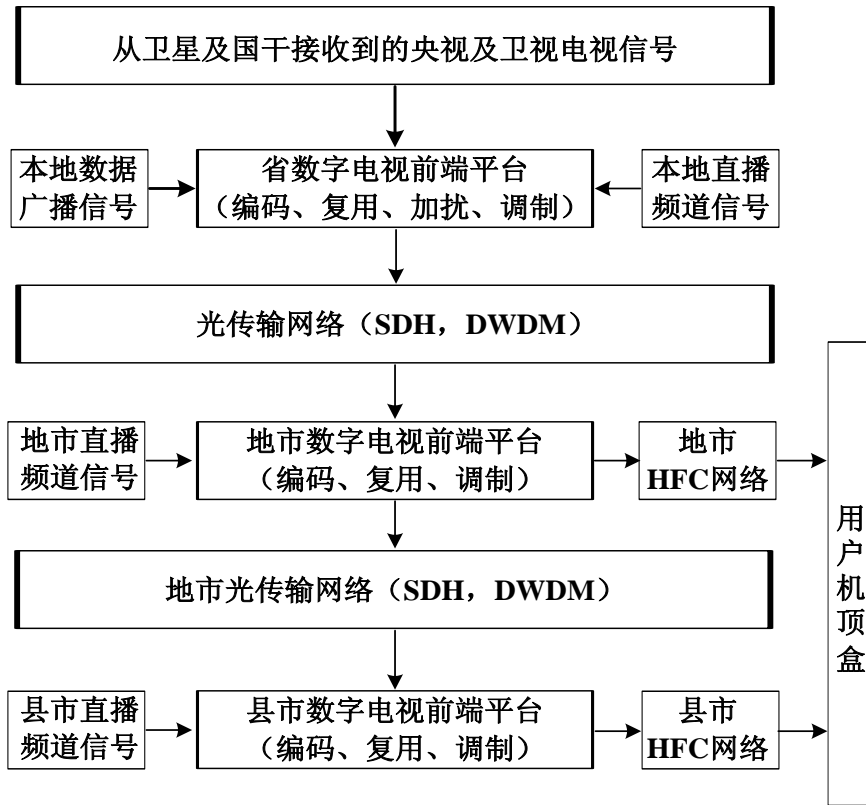 从卫星及国干接收到的央视及卫视电视信号
本地数据
广播信号
省数字电视前端平台
（编码、复用、加扰、调制）
本地直播
频道信号
光传输网络（SDH，DWDM）
地市直播
频道信号
地市数字电视前端平台
（编码、复用、调制）
地市
HFC网络
地市光传输网络（SDH，DWDM）
县市直播
频道信号
县市数字电视前端平台
（编码、复用、调制）
县市
HFC网络
用
户
机
顶
盒